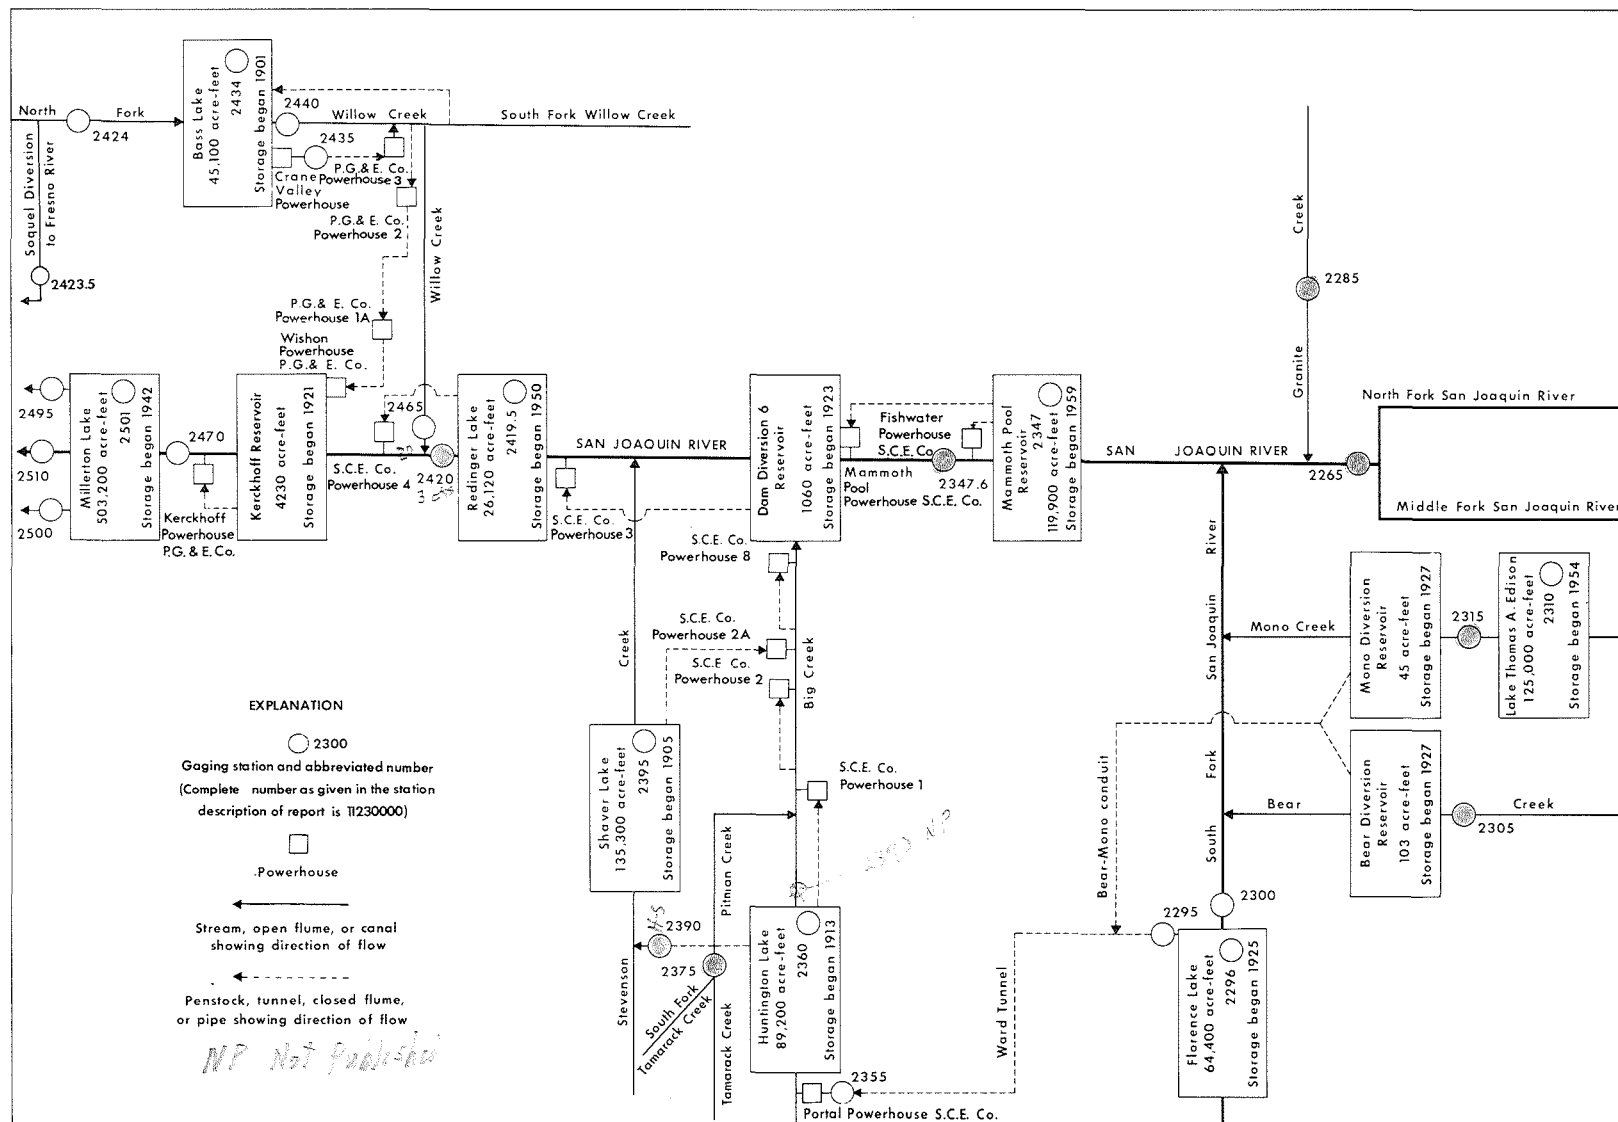 North
Fork
2424
Soquel Diversion
to Fresno River
2423.5
Bass Lake
45,100 acre-feet
2434
Storage began 1901
2440
Willow Creek
South Fork Willow Creek
2435
P.G.& E. Co.
Powerhouse 3
Crane
Valley
Powerhouse
P.G.& E. Co.
Powerhouse 2
Willow Creek
P.G.& E. Co.
Powerhouse 1A
Wishon
Powerhouse
P.G.& E. Co.
2495
2510
2500
Millerton Lake
503,200 acre-feet
2501
Storage began 1942
2470
Kerckhoff
Powerhouse
P.G. & E. Co.
Kerckhoff Reservoir
4230 acre-feet
Storage began 1921
2465
S.C.E. Co.
Powerhouse 4
2420
Redinger Lake
26,120 acre-feet
2419.5
Storage began 1950
SAN JOAQUIN RIVER
S.C.E. Co.
Powerhouse 3
Dam Diversion 6
Reservoir
1060 acre-feet
Storage began 1923
Fishwater
Powerhouse
S.C.E. Co.
Mammoth
Pool
Powerhouse S.C.E. Co.
2347.6
Mammoth Pool
Reservoir
2347
119,900 acre-feet
Storage began 1959
SAN JOAQUIN RIVER
Creek
2285
Granite
2265
North Fork San Joaquin River
Middle Fork San Joaquin River
S.C.E. Co.
Powerhouse 8
S.C.E. Co.
Powerhouse 2A
S.C.E Co.
Powerhouse 2
Big Creek
S.C.E. Co.
Powerhouse 1
Creek
Shaver Lake
135,300 acre-feet
2395
Storage began 1905
Stevenson
H-5
2390
2375
Pitman Creek
South Fork
Tamarack Creek
Tamarack Creek
Huntington Lake
89,200 acre-feet
2360
Storage began 1913
2355
Portal Powerhouse S.C.E. Co.
Ward Tunnel
Bear-Mono conduit
2295
2300
Florence Lake
64,400 acre-feet
2296
Storage began 1925
South Fork San Joaquin River
Mono Creek
Mono Diversion
Reservoir
45 acre-feet
Storage began 1927
2315
Lake Thomas A. Edison
125,000 acre-feet
2310
Storage began 1954
Bear
Bear Diversion
Reservoir
103 acre-feet
Storage began 1927
2305
Creek
EXPLANATION
2300
Gaging station and abbreviated number
(Complete number as given in the station
description of report is 11230000)
Powerhouse
Stream, open flume, or canal
showing direction of flow
Penstock, tunnel, closed flume,
or pipe showing direction of flow
NP Not Published